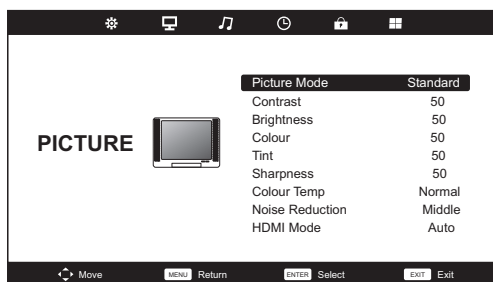 Picture Mode Standard
Contrast 50
Brightness 50
PICTURE
Colour 50
Tint 50
Sharpness 50
Colour Temp Normal
Noise Reduction Middle
HDMI Mode Auto
Move MENU Return ENTER Select EXIT Exit